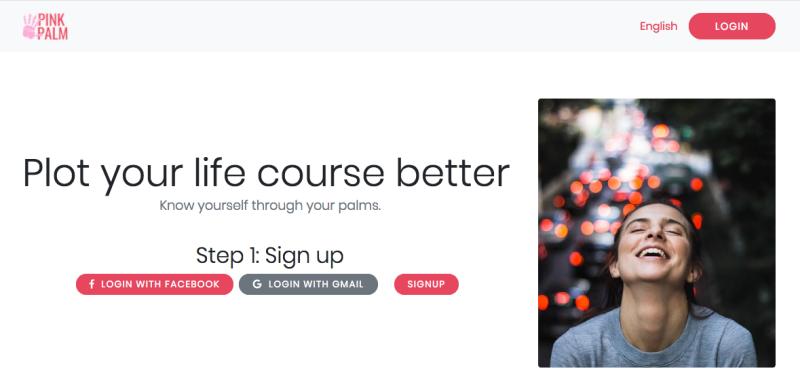 PINK
PALM
English
LOGIN
Plot your life course better
Know yourself through your palms.
Step 1: Sign up
f LOGIN WITH FACEBOOK
G LOGIN WITH GMAIL
SIGNUP